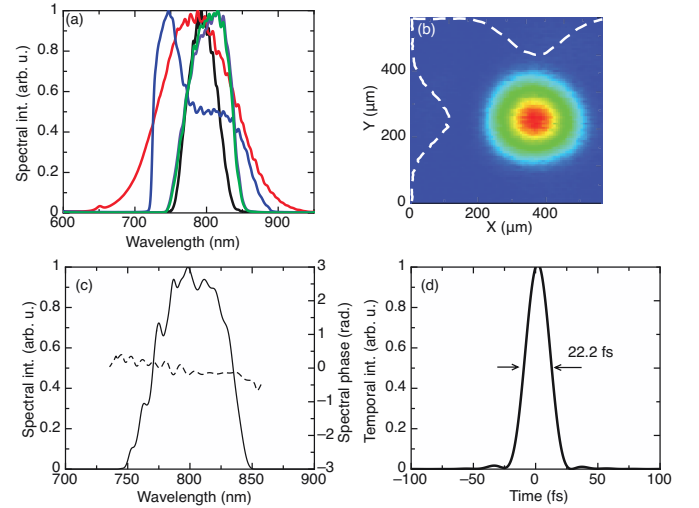 (a)
Spectral int. (arb. u.)
1
0.8
0.6
0.4
0.2
0
600 700 800 900
Wavelength (nm)
(b)
Y (µm)
400
200
0
0 200 400
X (µm)
(c)
Spectral int. (arb. u.)
1
0.8
0.6
0.4
0.2
0
700 750 800 850 900
Wavelength (nm)
3
2
1
0
−1
−2
−3
Spectral phase (rad.)
(d)
Temporal int. (arb. u.)
1
0.8
0.6
0.4
0.2
0
22.2 fs
−100 −50 0 50 100
Time (fs)